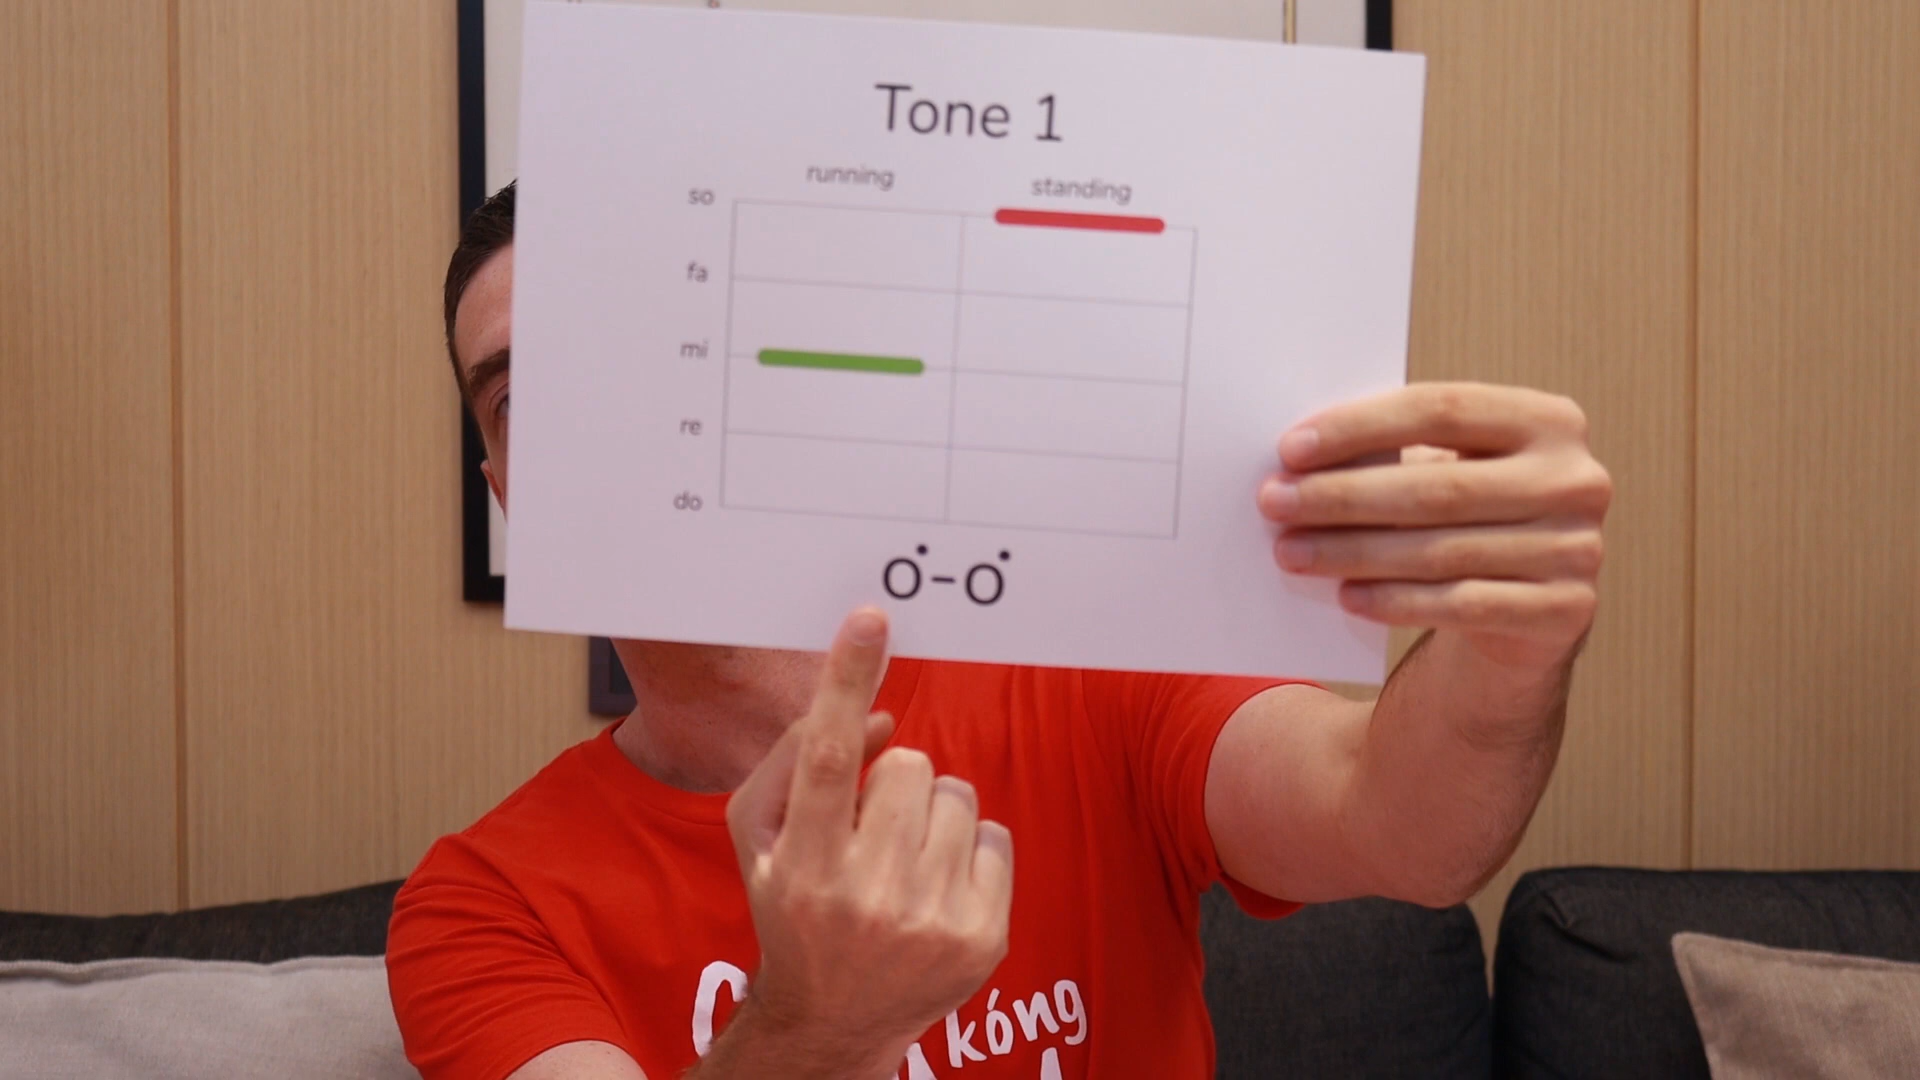 Tone 1
running standing
so
fa
mi
re
do
o͘-o͘
kóng